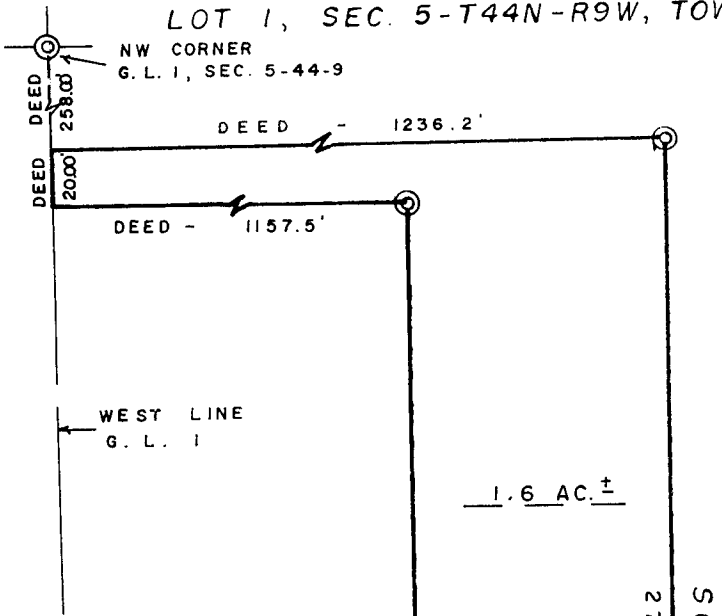 LOT 1, SEC. 5-T44N-R9W,
NW CORNER
G. L. 1, SEC. 5-44-9
DEED
258.00'
DEED - 1236.2'
DEED
20.00'
DEED - 1157.5'
WEST LINE
G. L. 1
1.6 AC. ±